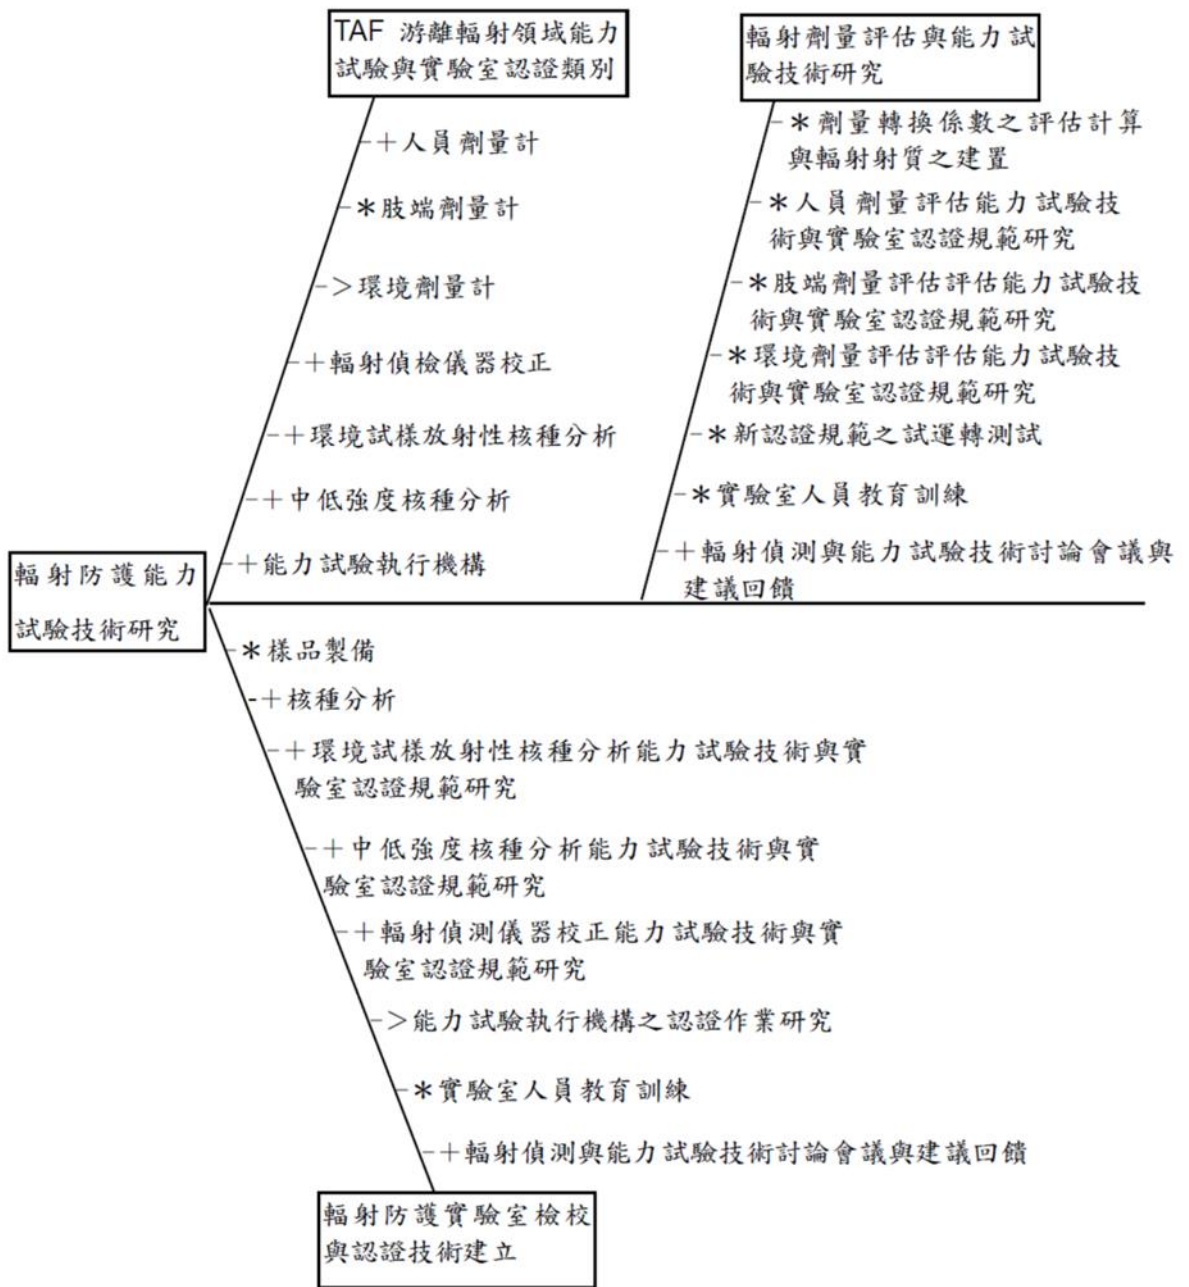 TAF 游離輻射領域能力
試驗與實驗室認證類別
-＋人員劑量計
-＊肢端劑量計
-＞環境劑量計
-＋輻射偵檢儀器校正
-＋環境試樣放射性核種分析
-＋中低強度核種分析
-＋能力試驗執行機構
輻射劑量評估與能力試
驗技術研究
-＊劑量轉換係數之評估計算
與輻射射質之建置
-＊人員劑量評估能力試驗技
術與實驗室認證規範研究
-＊肢端劑量評估評估能力試驗技
術與實驗室認證規範研究
-＊環境劑量評估評估能力試驗技
術與實驗室認證規範研究
-＊新認證規範之試運轉測試
-＊實驗室人員教育訓練
-＋輻射偵測與能力試驗技術討論會議與
建議回饋
輻射防護能力
試驗技術研究
-＊樣品製備
-＋核種分析
-＋環境試樣放射性核種分析能力試驗技術與實
驗室認證規範研究
-＋中低強度核種分析能力試驗技術與實
驗室認證規範研究
-＋輻射偵測儀器校正能力試驗技術與實
驗室認證規範研究
-＞能力試驗執行機構之認證作業研究
-＊實驗室人員教育訓練
-＋輻射偵測與能力試驗技術討論會議與建議回饋
輻射防護實驗室檢校
與認證技術建立